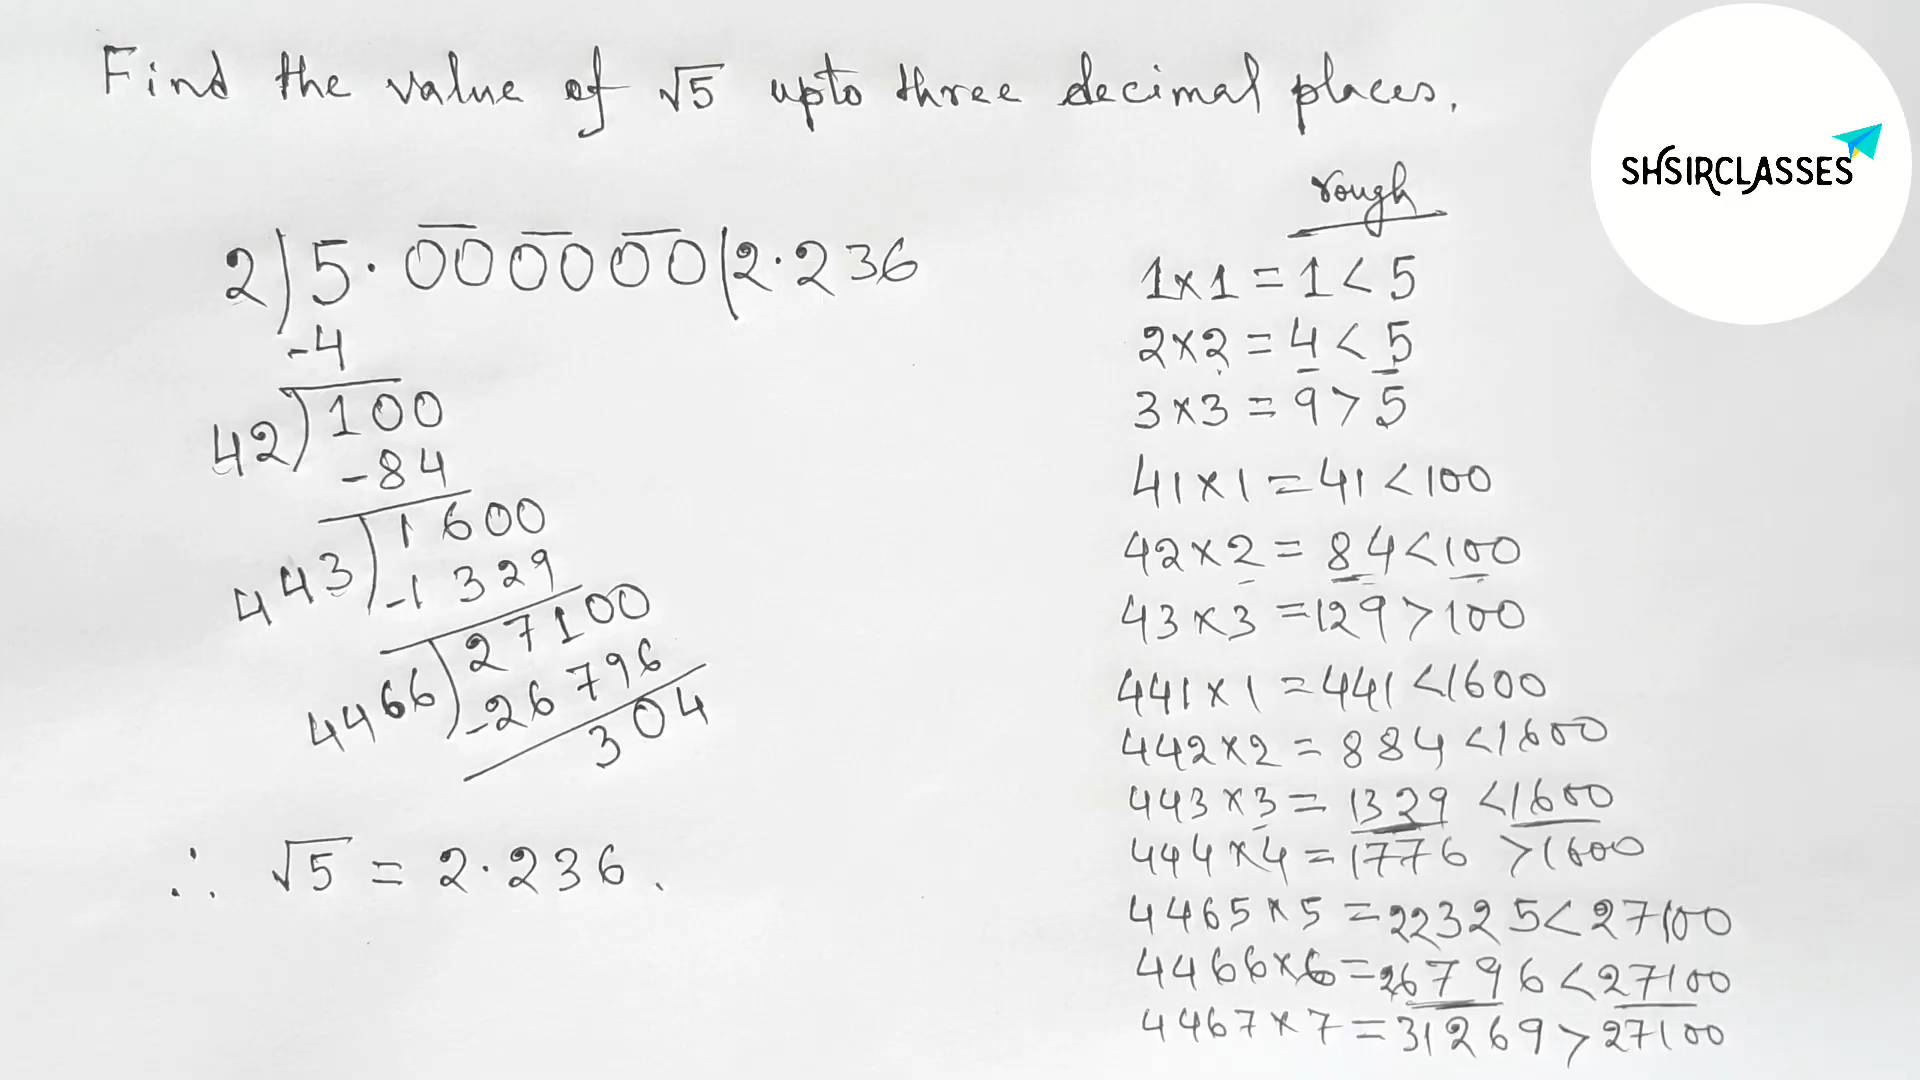 Find the value of √5 upto three decimal places.
SHSIRCLASSES
2)5.000000(2.236
-4
42)100
-84
443)1600
-1329
4466)27100
-26796
304
∴ √5 = 2.236.
rough
1×1 = 1 < 5
2×2 = 4 < 5
3×3 = 9 > 5
41×1 = 41 < 100
42×2 = 84 < 100
43×3 = 129 > 100
441×1 = 441 < 1600
442×2 = 884 < 1600
443×3 = 1329 < 1600
444×4 = 1776 > 1600
4465×5 = 22325 < 27100
4466×6 = 26796 < 27100
4467×7 = 31269 > 27100